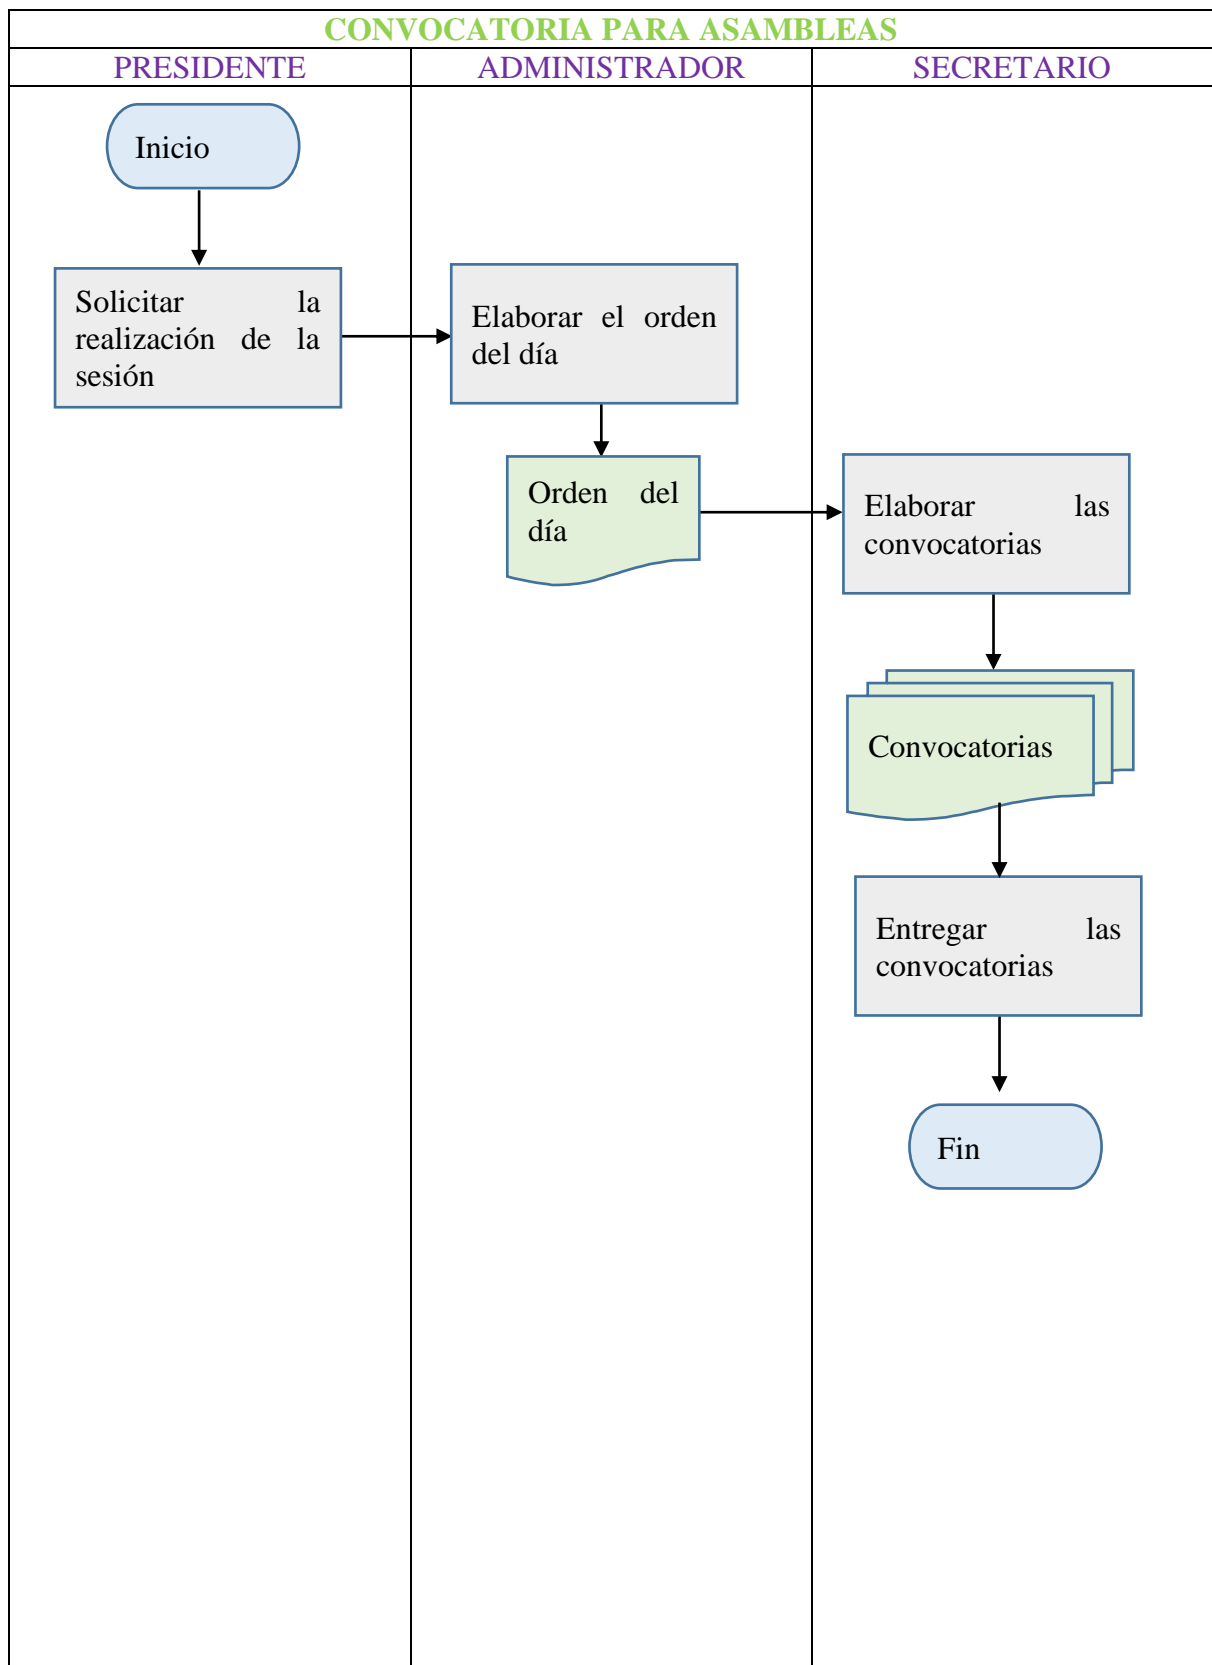 CONVOCATORIA PARA ASAMBLEAS
PRESIDENTE
ADMINISTRADOR
SECRETARIO
Inicio
Solicitar la
realización de la
sesión
Elaborar el orden
del día
Orden del
día
Elaborar las
convocatorias
Convocatorias
Entregar las
convocatorias
Fin